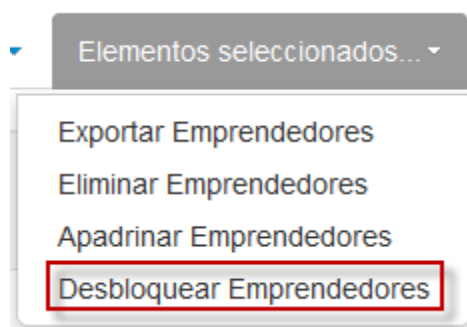 Elementos seleccionados...
Exportar Emprendedores
Eliminar Emprendedores
Apadrinar Emprendedores
Desbloquear Emprendedores